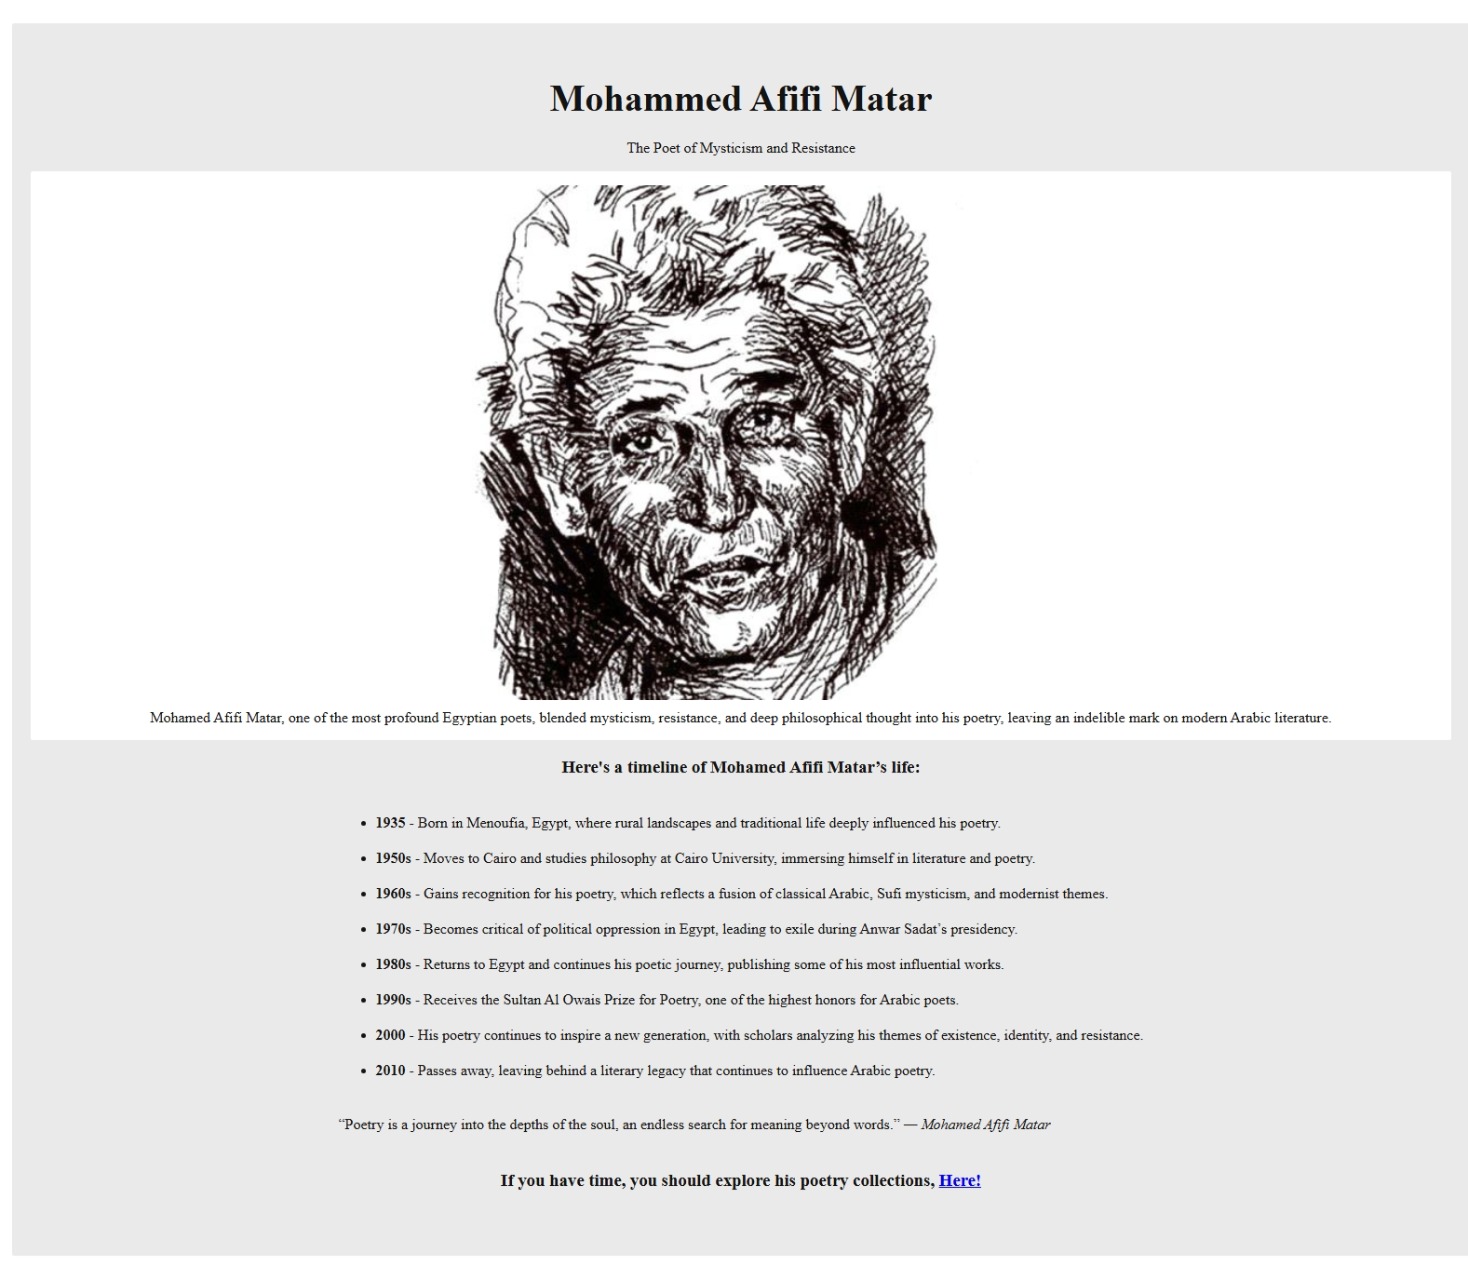 Mohammed Afifi Matar
The Poet of Mysticism and Resistance
Mohamed Afifi Matar, one of the most profound Egyptian poets, blended mysticism, resistance, and deep philosophical thought into his poetry, leaving an indelible mark on modern Arabic literature.
Here's a timeline of Mohamed Afifi Matar’s life:
• 1935 - Born in Menoufia, Egypt, where rural landscapes and traditional life deeply influenced his poetry.
• 1950s - Moves to Cairo and studies philosophy at Cairo University, immersing himself in literature and poetry.
• 1960s - Gains recognition for his poetry, which reflects a fusion of classical Arabic, Sufi mysticism, and modernist themes.
• 1970s - Becomes critical of political oppression in Egypt, leading to exile during Anwar Sadat’s presidency.
• 1980s - Returns to Egypt and continues his poetic journey, publishing some of his most influential works.
• 1990s - Receives the Sultan Al Owais Prize for Poetry, one of the highest honors for Arabic poets.
• 2000 - His poetry continues to inspire a new generation, with scholars analyzing his themes of existence, identity, and resistance.
• 2010 - Passes away, leaving behind a literary legacy that continues to influence Arabic poetry.
“Poetry is a journey into the depths of the soul, an endless search for meaning beyond words.” — Mohamed Afifi Matar
If you have time, you should explore his poetry collections, Here!